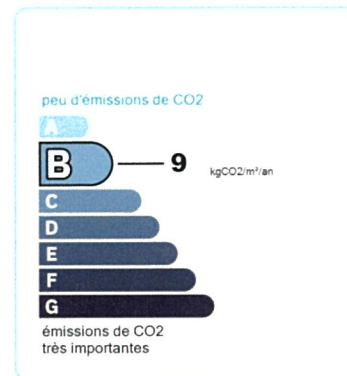 peu d'émissions de CO2
A
B 9 kgCO2/m²/an
C
D
E
F
G
émissions de CO2
très importantes